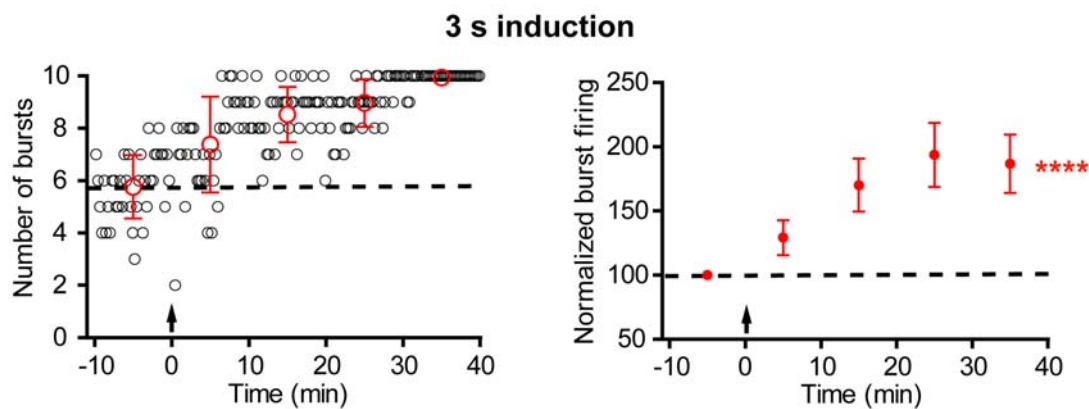 3 s induction
Number of bursts
10
8
6
4
2
0
-10 0 10 20 30 40
Time (min)
Normalized burst firing
250
200
150
100
50
****
-10 0 10 20 30 40
Time (min)